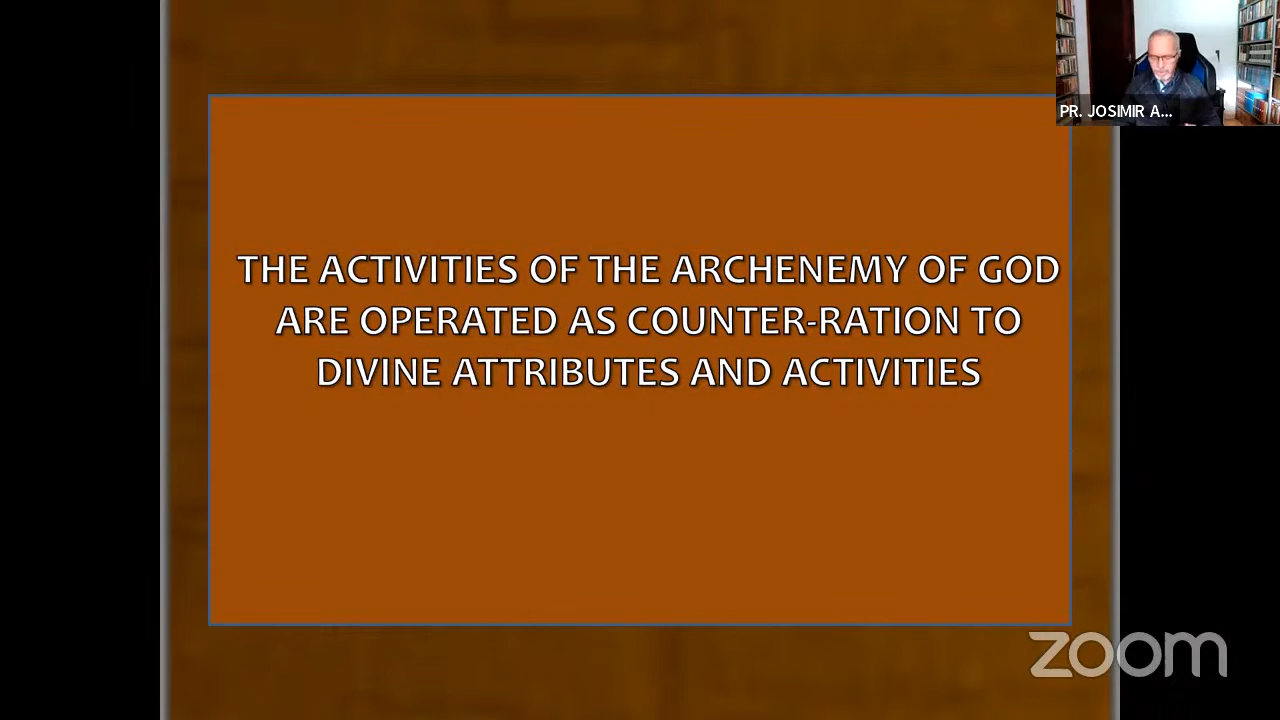 PR. JOSIMIR A...
THE ACTIVITIES OF THE ARCHENEMY OF GOD
ARE OPERATED AS COUNTER-RATION TO
DIVINE ATTRIBUTES AND ACTIVITIES
zoom